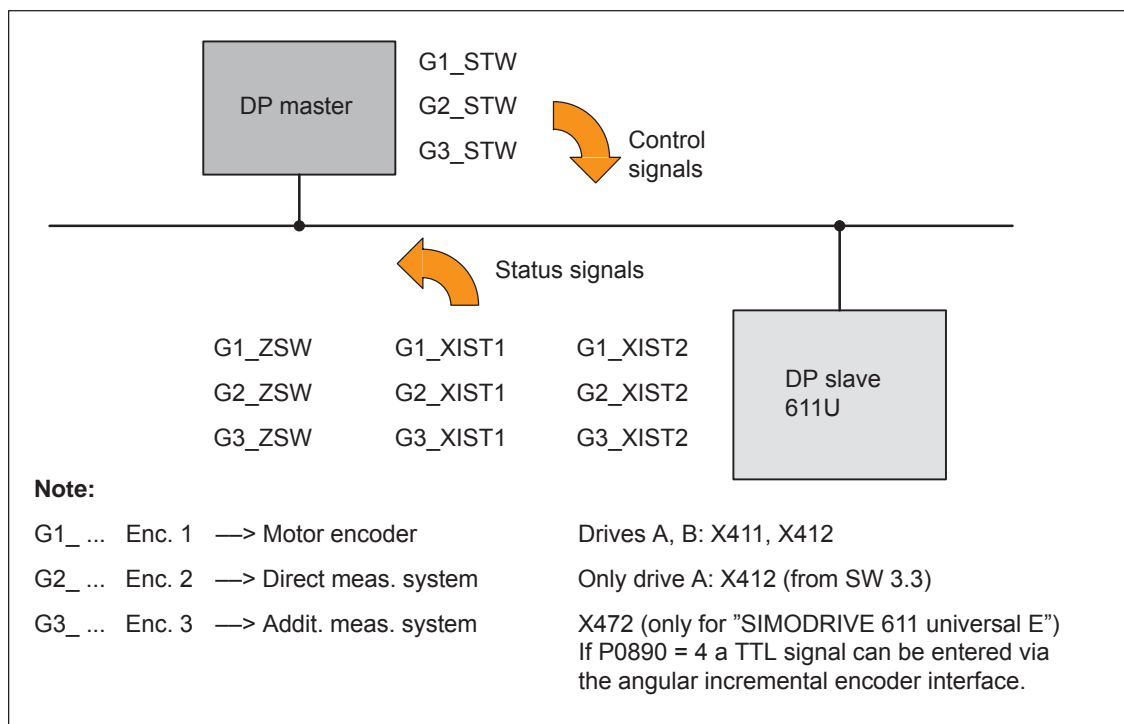 DP master
G1_STW
G2_STW
G3_STW
Control
signals
Status signals
G1_ZSW G1_XIST1 G1_XIST2
G2_ZSW G2_XIST1 G2_XIST2
G3_ZSW G3_XIST1 G3_XIST2
DP slave
611U
Note:
G1_ ... Enc. 1 —> Motor encoder Drives A, B: X411, X412
G2_ ... Enc. 2 —> Direct meas. system Only drive A: X412 (from SW 3.3)
G3_ ... Enc. 3 —> Addit. meas. system X472 (only for ”SIMODRIVE 611 universal E”)
If P0890 = 4 a TTL signal can be entered via
the angular incremental encoder interface.